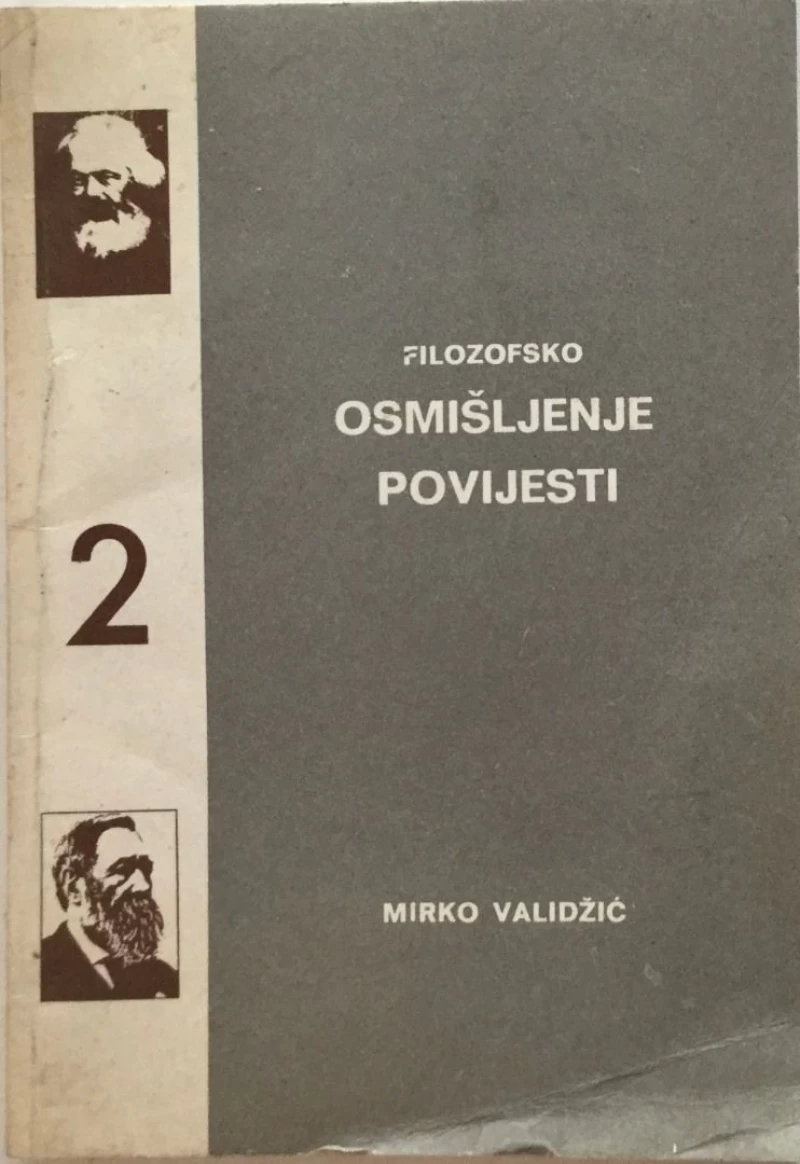 FILOZOFSKO
OSMIŠLJENJE
POVIJESTI
2
MIRKO VALIDŽIĆ